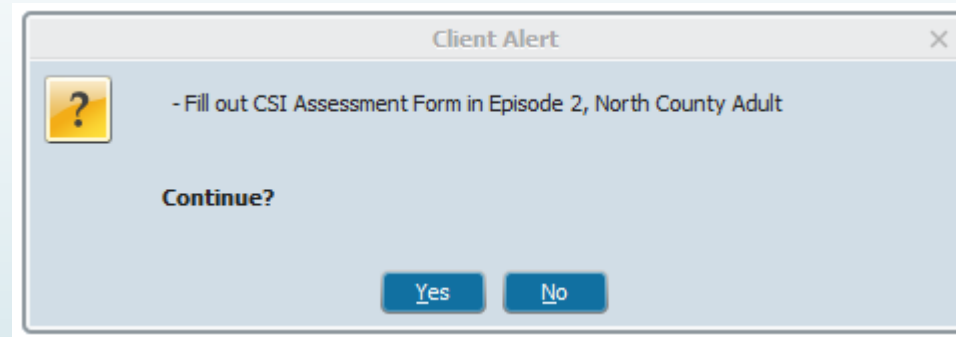 Client Alert
- Fill out CSI Assessment Form in Episode 2, North County Adult
Continue?
Yes No